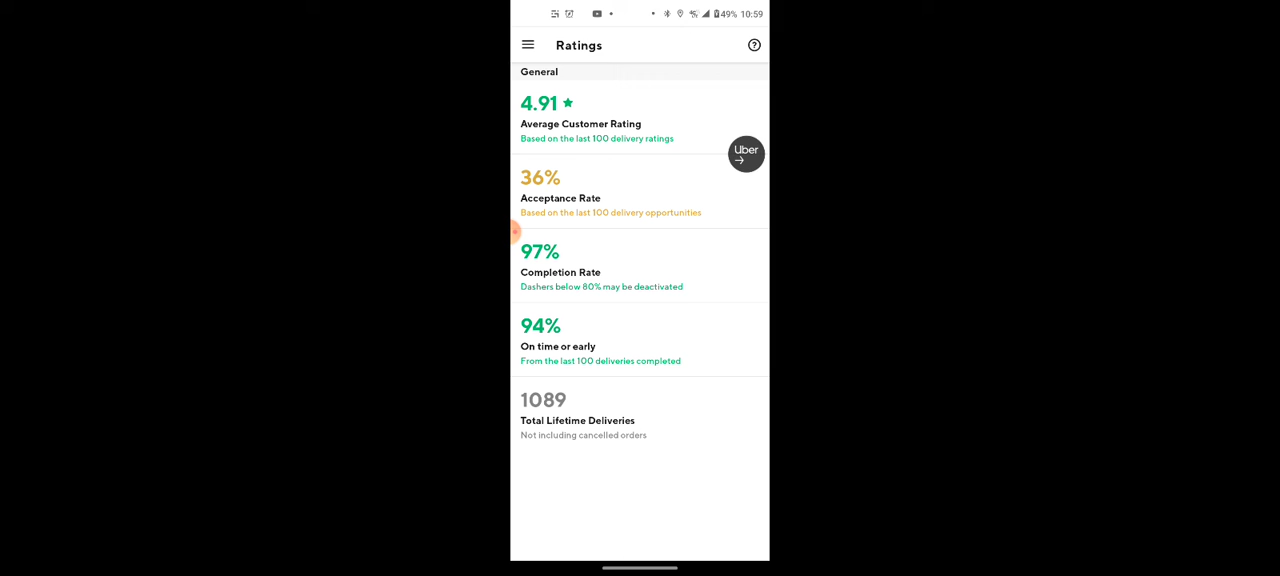 49% 10:59
Ratings
General
4.91
Average Customer Rating
Based on the last 100 delivery ratings
Uber
36%
Acceptance Rate
Based on the last 100 delivery opportunities
97%
Completion Rate
Dashers below 80% may be deactivated
94%
On time or early
From the last 100 deliveries completed
1089
Total Lifetime Deliveries
Not including cancelled orders